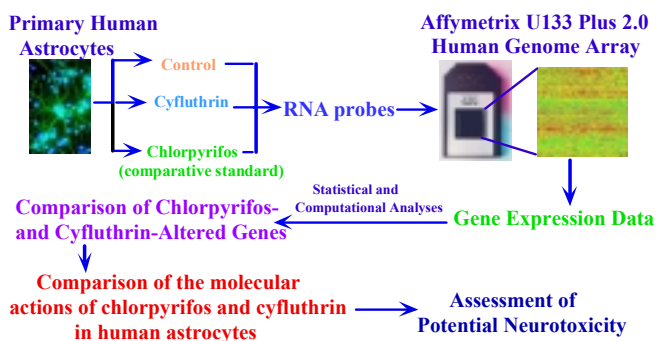 Primary Human
Astrocytes
Control
Cyfluthrin
Chlorpyrifos
(comparative standard)
RNA probes
Affymetrix U133 Plus 2.0
Human Genome Array
Gene Expression Data
Statistical and
Computational Analyses
Comparison of Chlorpyrifos-
and Cyfluthrin-Altered Genes
Comparison of the molecular
actions of chlorpyrifos and cyfluthrin
in human astrocytes
Assessment of
Potential Neurotoxicity